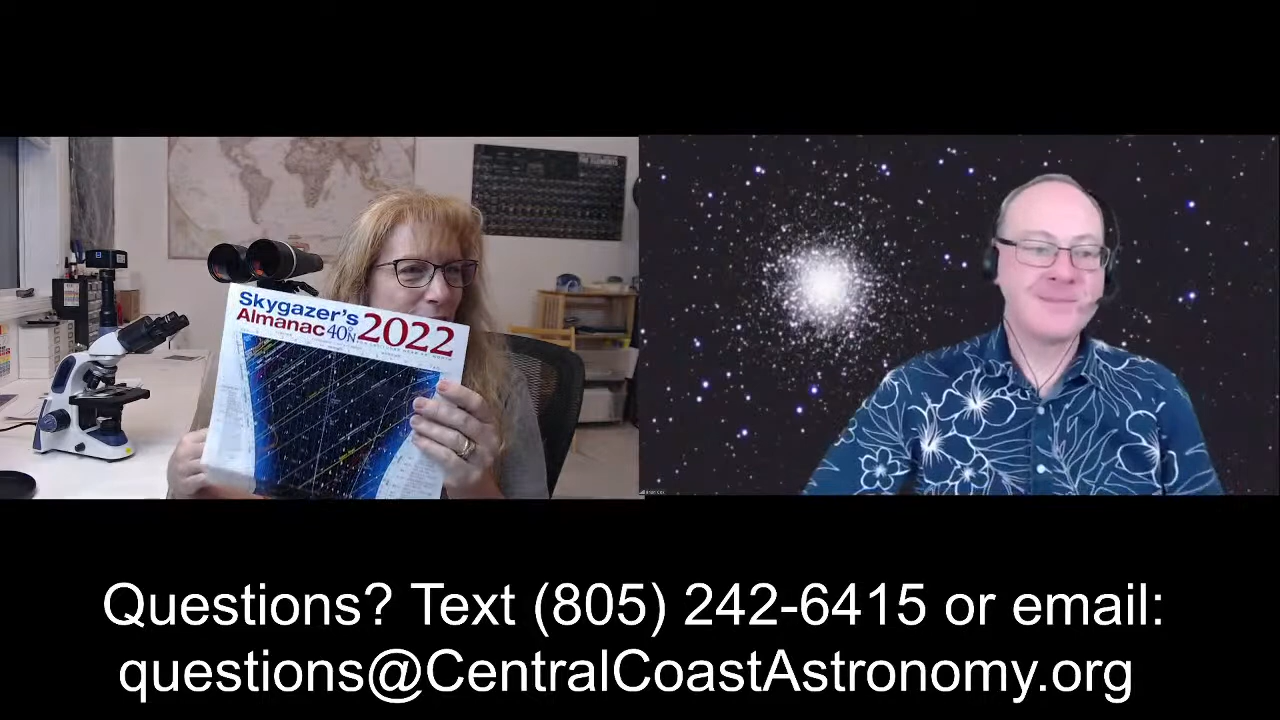 Skygazer's
Almanac 40°N 2022
Questions? Text (805) 242-6415 or email:
questions@CentralCoastAstronomy.org